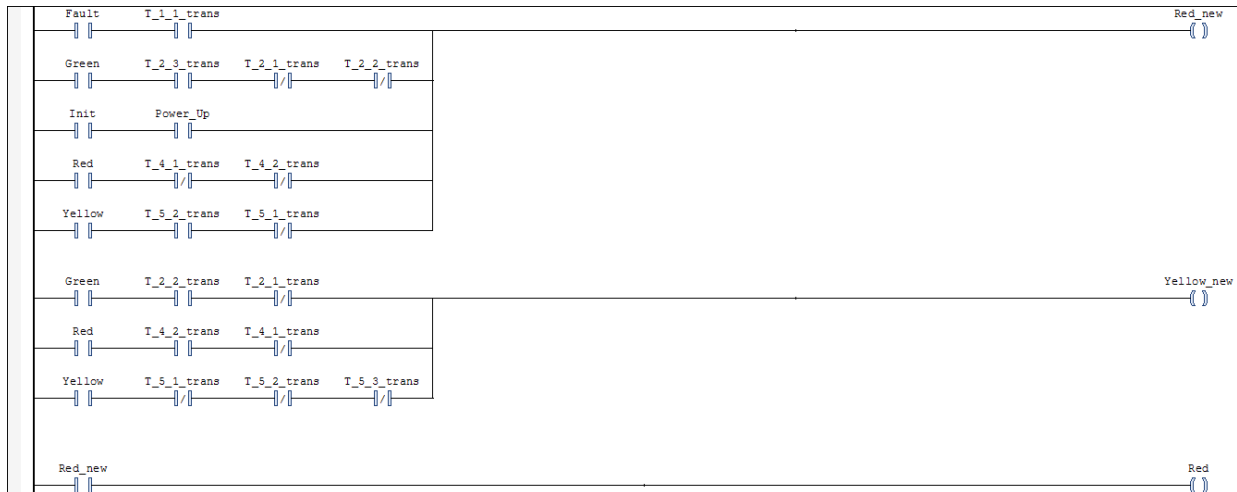 Fault T_1_1_trans Red_new
Green T_2_3_trans T_2_1_trans T_2_2_trans
Init Power_Up
Red T_4_1_trans T_4_2_trans
Yellow T_5_2_trans T_5_1_trans
Green T_2_2_trans T_2_1_trans Yellow_new
Red T_4_2_trans T_4_1_trans
Yellow T_5_1_trans T_5_2_trans T_5_3_trans
Red_new Red